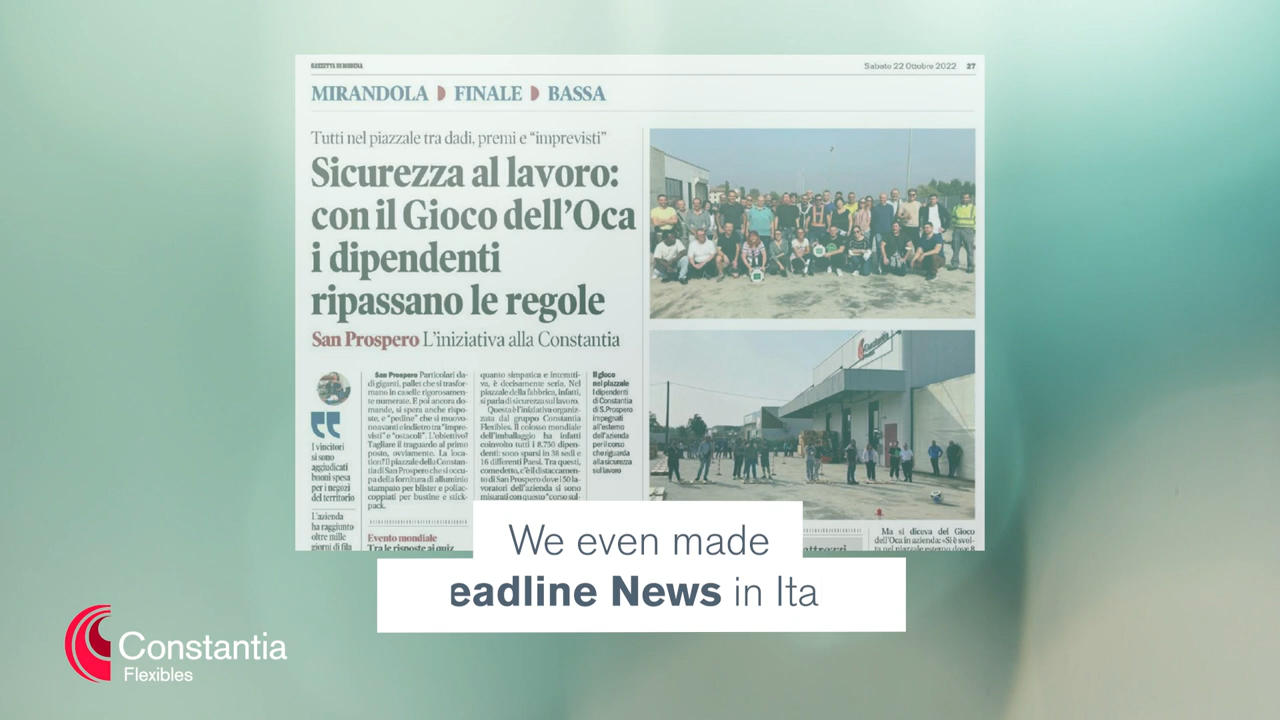 GAZZETTA DI MODENA
Sabato 22 Ottobre 2022 27
MIRANDOLA FINALE BASSA
Tutti nel piazzale tra dadi, premi e “imprevisti”
Sicurezza al lavoro:
con il Gioco dell’Oca
i dipendenti
ripassano le regole
San Prospero L’iniziativa alla Constantia
I vincitori
si sono
aggiudicati
buoni spesa
per i negozi
del territorio
L’azienda
ha raggiunto
oltre mille
giorni di fila
San Prospero Particolari da-
di giganti, pallet che si trasfor-
mano in caselle rigorosamen-
te numerate. E poi ancora do-
mande, si spera anche rispo-
ste, e “pedine” che si muovo-
no avanti e indietro tra “impre-
visti” e “ostacoli”. L’obiettivo?
Tagliare il traguardo al primo
posto, ovviamente. La loca-
tion? Il piazzale della Constan-
tia di San Prospero che si occu-
pa della fornitura di alluminio
stampato per blister e poliac-
coppiati per bustine e stick-
pack.
Evento mondiale
Tra le risposte ai quiz
quanto simpatica e intentiti-
va, è decisamente seria. Nel
piazzale della fabbrica, infatti,
si parla di sicurezza sul lavoro.
Questa è l’iniziativa organiz-
zata dal gruppo Constantia
Flexibles. Il colosso mondiale
dell’imballaggio ha infatti
coinvolto tutti i 8.750 dipen-
denti: sono sparsi in 38 sedi e
16 differenti Paesi. Tra questi,
come detto, c’è il distaccamen-
to di San Prospero dove i 50 la-
voratori dell’azienda si sono
misurati con questo “corso sul-
Il gioco
nel piazzale
I dipendenti
di Constantia
di S.Prospero
impegnati
all’esterno
dell’azienda
per il corso
che riguarda
alla sicurezza
sul lavoro
Constantia
Ma si diceva del Gioco
dell’Oca in azienda: «Si è svol-
We even made
eadline News in Ita
Constantia
Flexibles